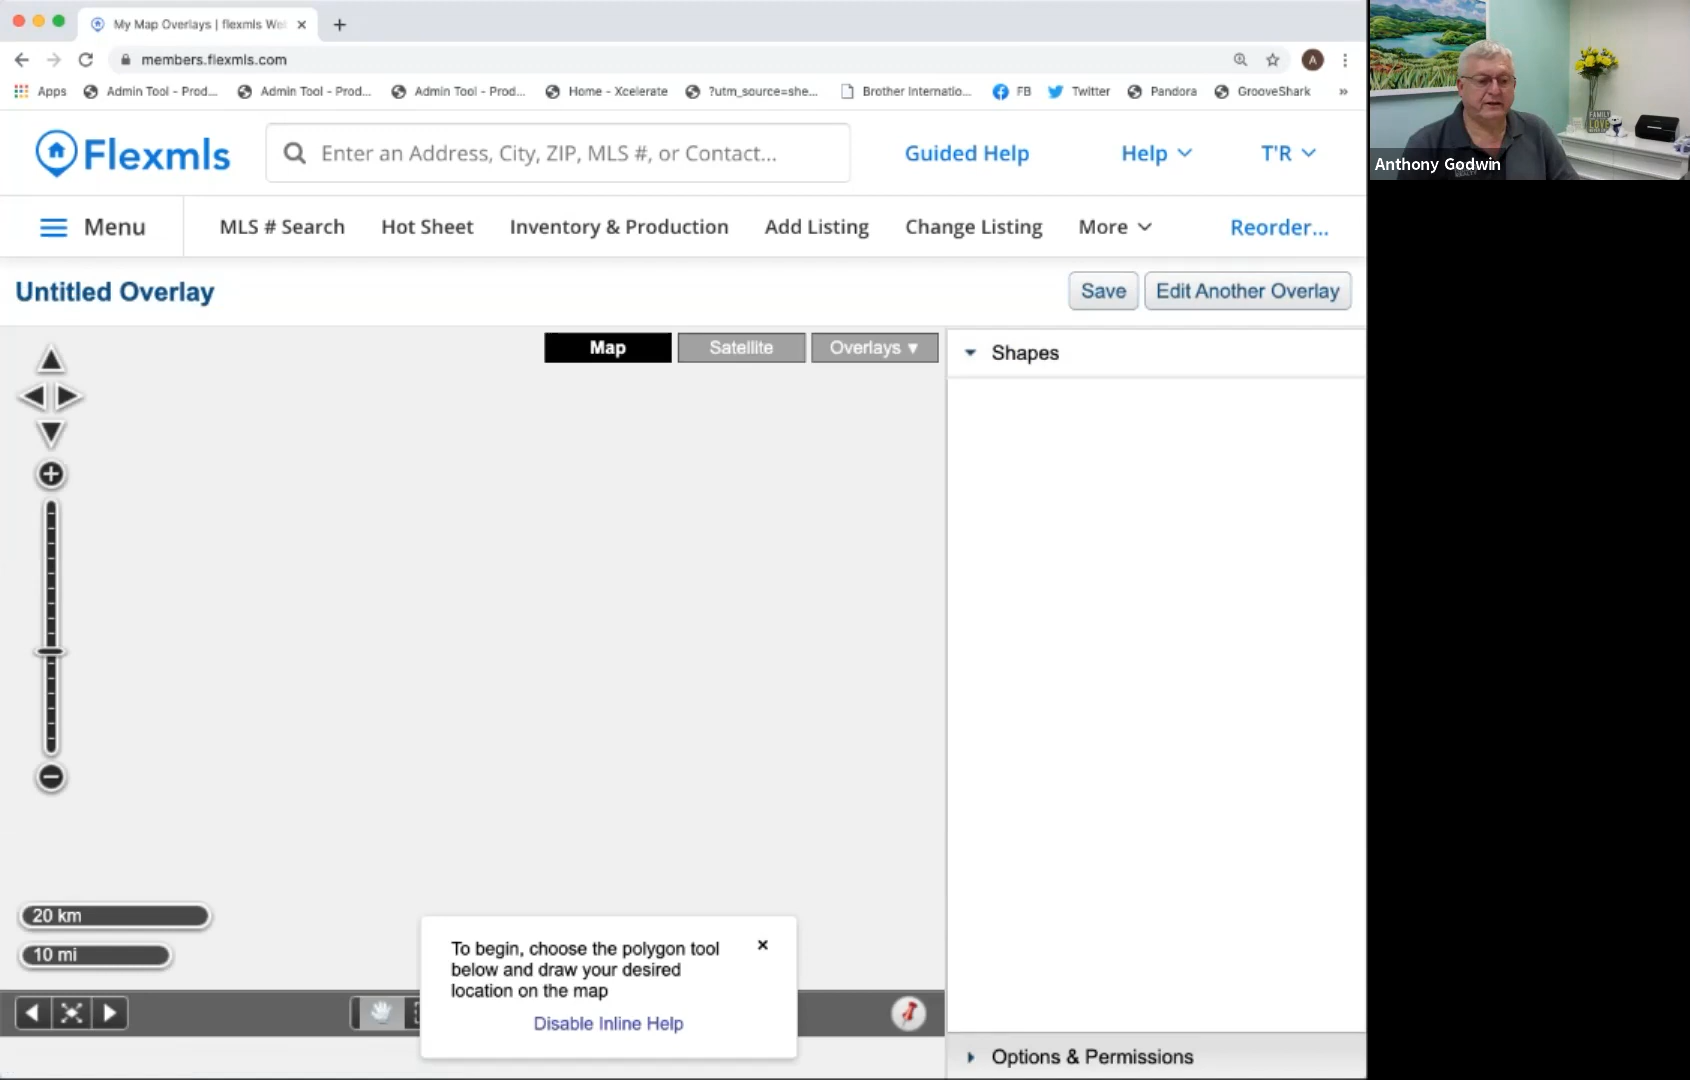 My Map Overlays | flexmls We
members.flexmls.com
A
Apps
Admin Tool - Prod...
Admin Tool - Prod...
Admin Tool - Prod...
Home - Xcelerate
?utm_source=she...
Brother Internatio...
FB
Twitter
Pandora
GrooveShark
»
Flexmls
Enter an Address, City, ZIP, MLS #, or Contact...
Guided Help
Help
T'R
Menu
MLS # Search
Hot Sheet
Inventory & Production
Add Listing
Change Listing
More
Reorder...
Untitled Overlay
Save
Edit Another Overlay
Map
Satellite
Overlays ▾
Shapes
20 km
10 mi
To begin, choose the polygon tool
below and draw your desired
location on the map
Disable Inline Help
Options & Permissions
FAMILY
LOVE
Anthony Godwin